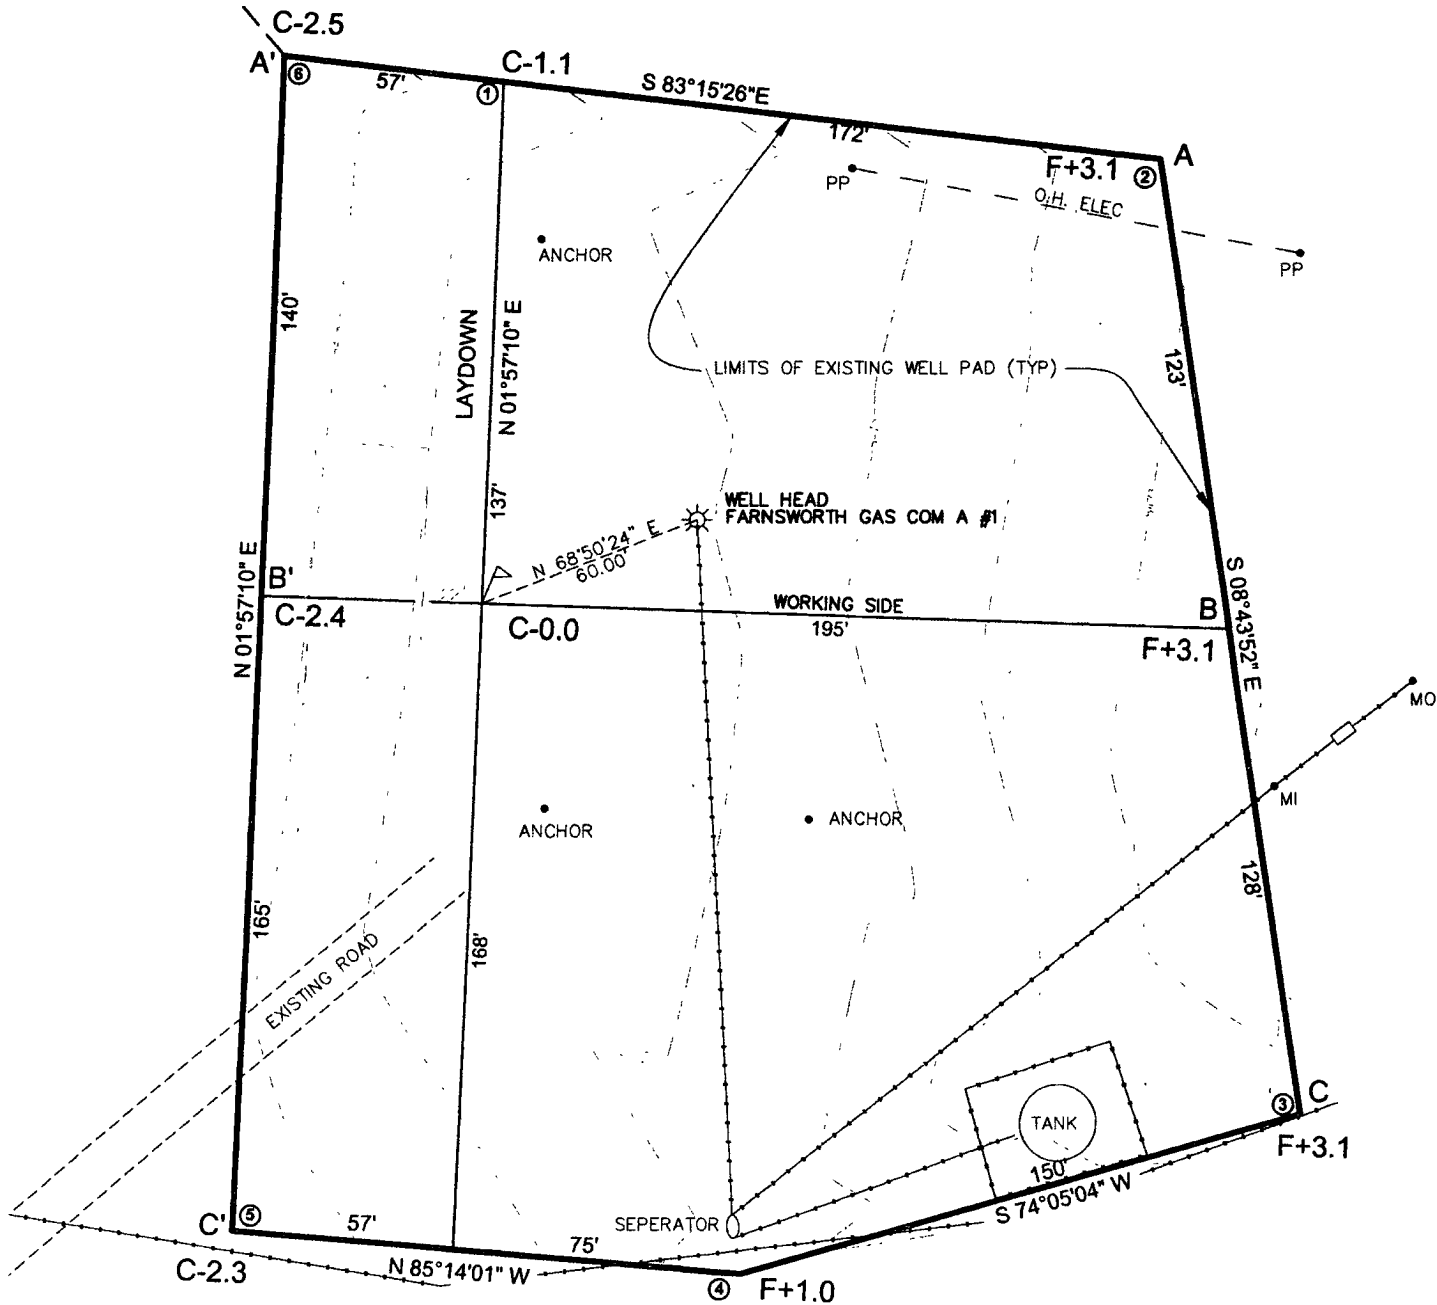 C-2.5
A'
⑥
57'
C-1.1
①
S 83°15'26"E
172'
A
F+3.1
②
PP
O.H. ELEC
PP
ANCHOR
140'
LAYDOWN
N 01°57'10" E
LIMITS OF EXISTING WELL PAD (TYP)
123'
137'
WELL HEAD
FARNSWORTH GAS COM A #1
N 68°50'24" E
60.00'
N 01°57'10" E
B'
C-2.4
C-0.0
WORKING SIDE
195'
B
F+3.1
S 08°43'52" E
MO
MI
ANCHOR
ANCHOR
128'
165'
168'
EXISTING ROAD
TANK
③
C
F+3.1
150'
S 74°05'04" W
C'
⑤
57'
SEPERATOR
75'
C-2.3
N 85°14'01" W
④
F+1.0